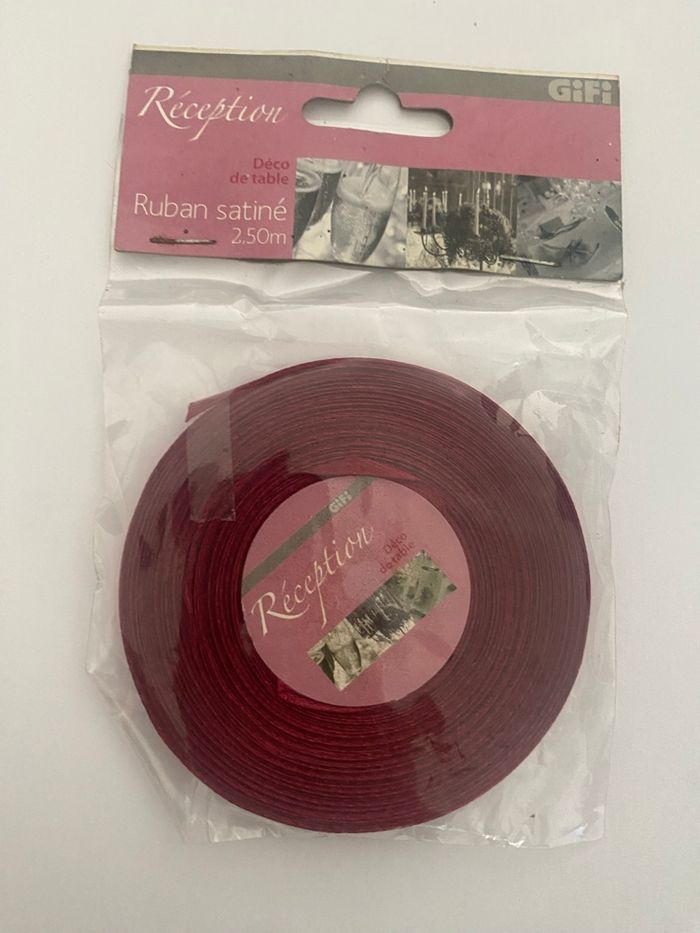 GiFi
Réception
Déco
de table
Ruban satiné
2,50m
GiFi
Réception
Déco
de table